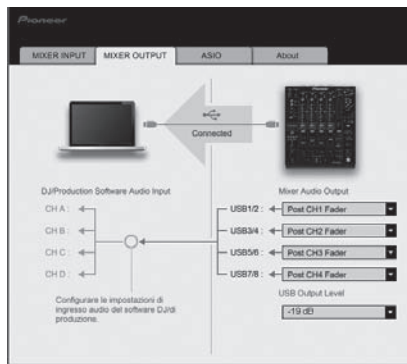 Pioneer
MIXER INPUT MIXER OUTPUT ASIO About
Connected
DJ/Production Software Audio Input Mixer Audio Output
CH A : USB1/2 : Post CH1 Fader
CH B : USB3/4 : Post CH2 Fader
CH C : USB5/6 : Post CH3 Fader
CH D : USB7/8 : Post CH4 Fader
USB Output Level
-19 dB
Configurare le impostazioni di
ingresso audio del software DJ/di
produzione.